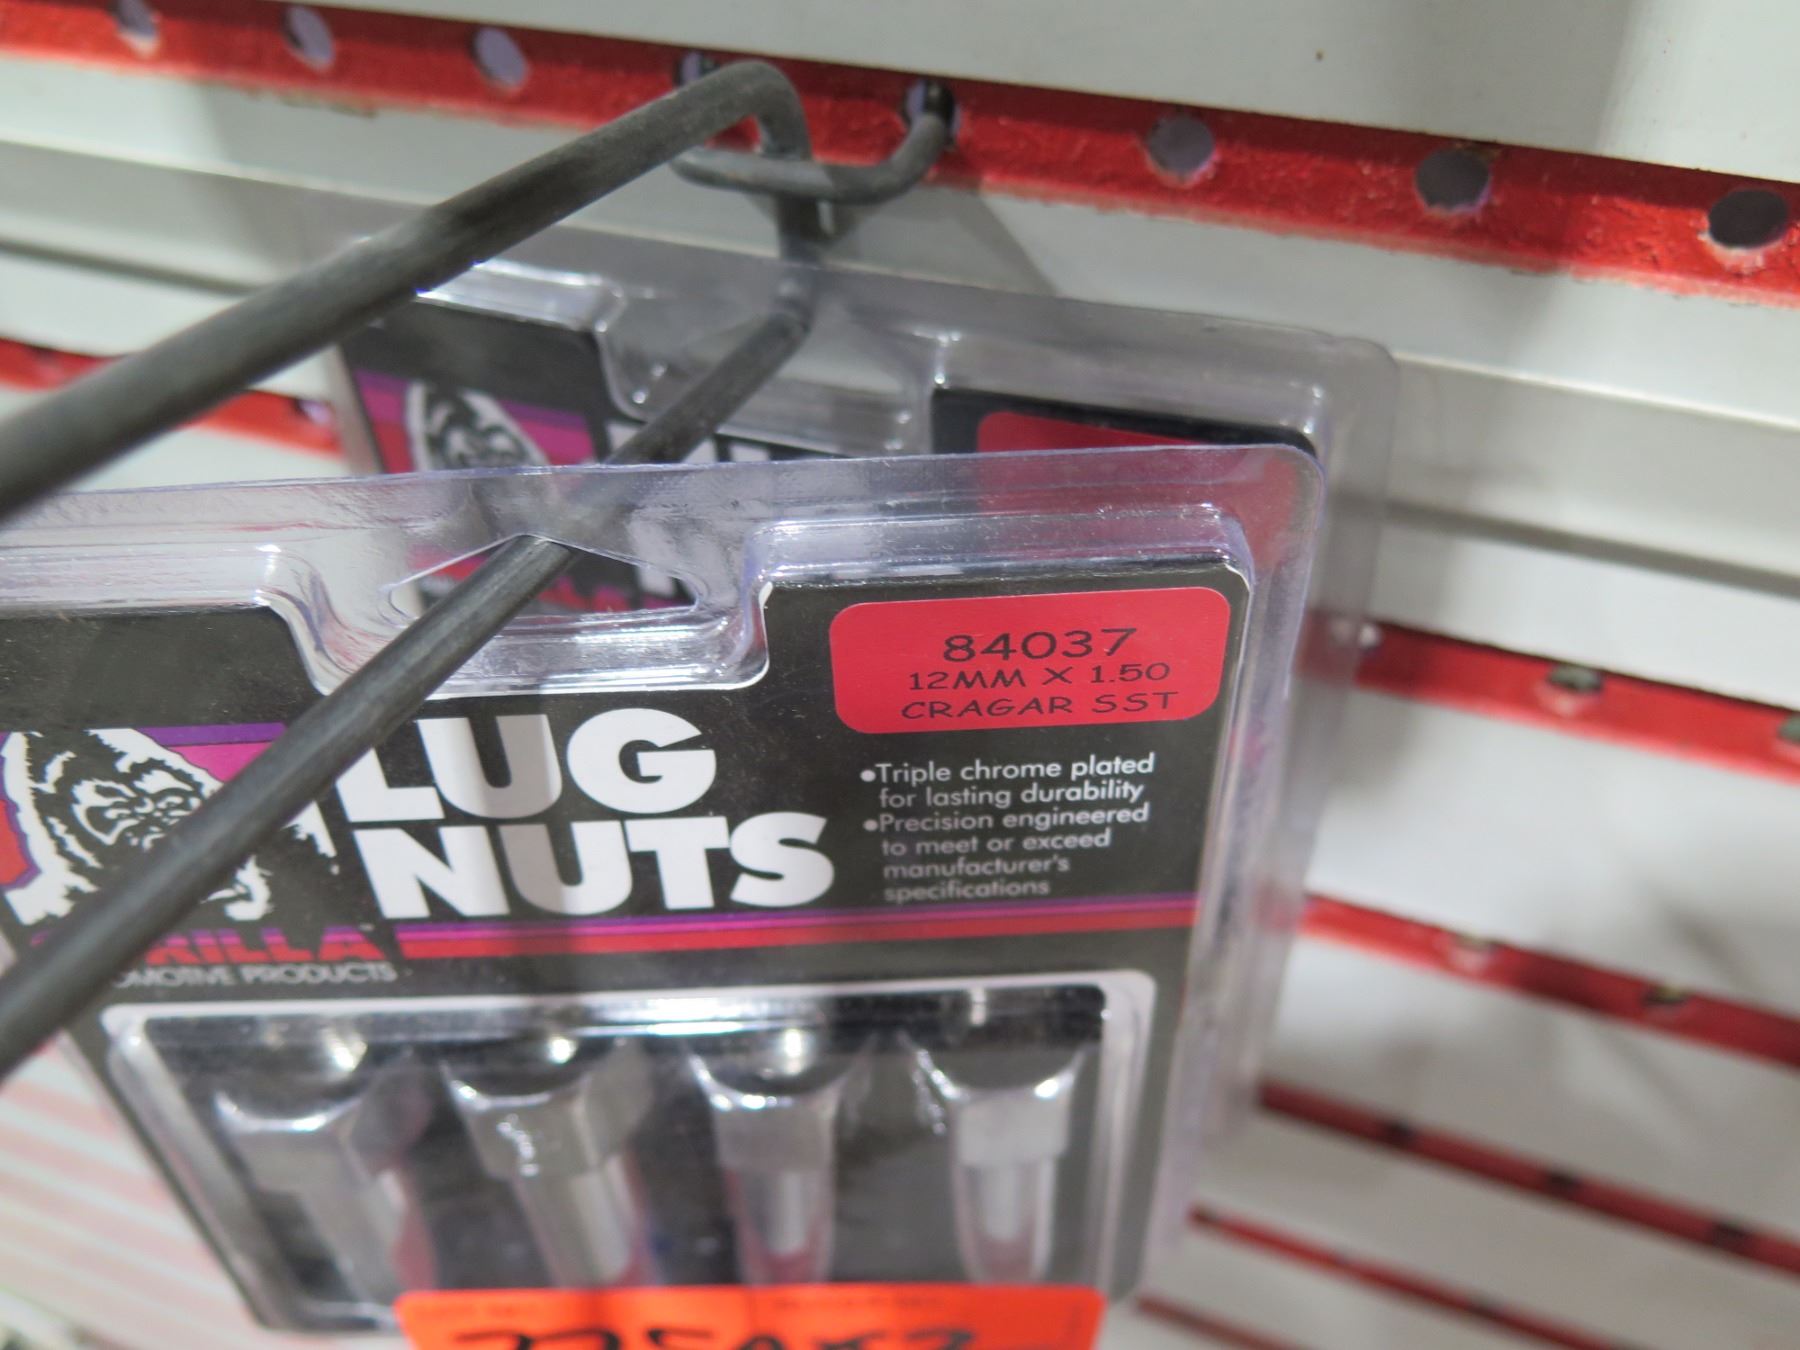 84037
12MM X 1.50
CRAGAR SST
LUG
NUTS
•Triple chrome plated
for lasting durability
•Precision engineered
to meet or exceed
manufacturer's
specifications
PRODUCTS